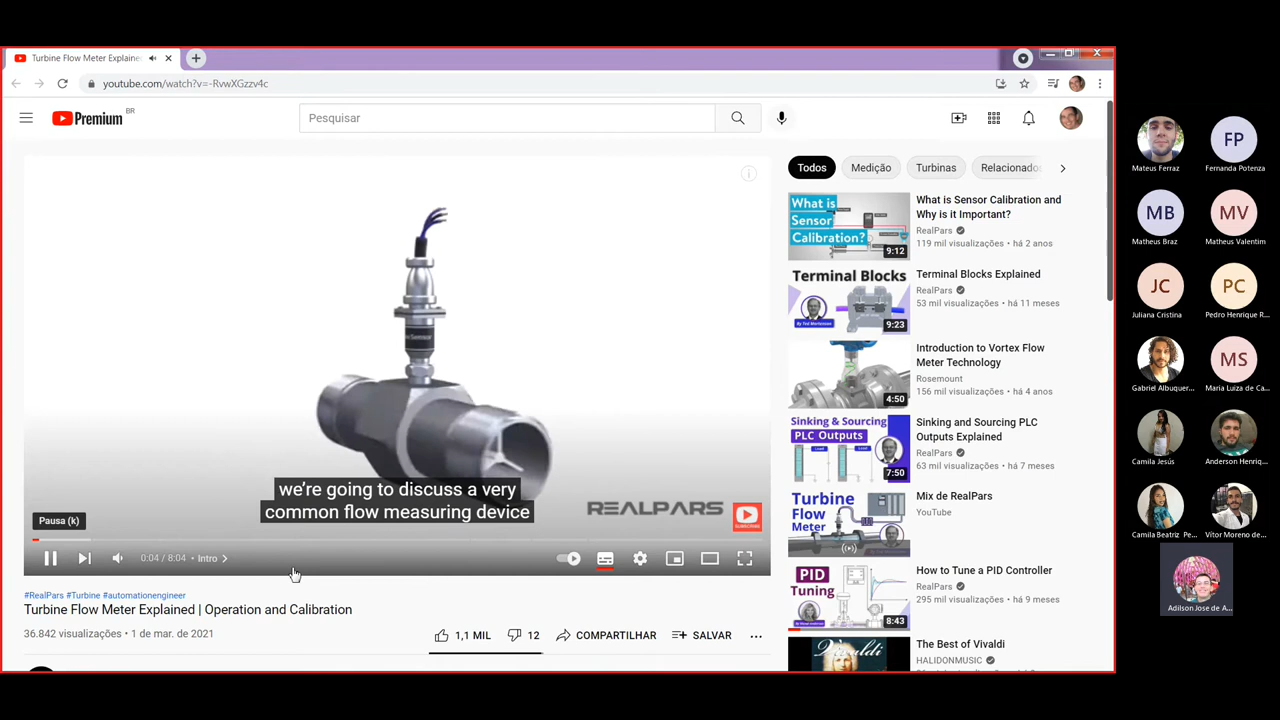 Turbine Flow Meter Explaine
youtube.com/watch?v=-RvwXGzzv4c
Premium BR
Pesquisar
we're going to discuss a very
common flow measuring device
REALPARS
SUBSCRIBE
Pausa (k)
0:04 / 8:04 • Intro
#RealPars #Turbine #automationengineer
Turbine Flow Meter Explained | Operation and Calibration
36.842 visualizações • 1 de mar. de 2021
1,1 MIL
12
COMPARTILHAR
SALVAR
Todos
Medição
Turbinas
Relacionados
What is
Sensor
Calibration?
9:12
What is Sensor Calibration and
Why is it Important?
RealPars
119 mil visualizações • há 2 anos
Terminal Blocks
By Ted Mortenson
9:23
Terminal Blocks Explained
RealPars
53 mil visualizações • há 11 meses
4:50
Introduction to Vortex Flow
Meter Technology
Rosemount
156 mil visualizações • há 4 anos
Sinking & Sourcing
PLC Outputs
7:50
Sinking and Sourcing PLC
Outputs Explained
RealPars
63 mil visualizações • há 7 meses
Turbine
Flow
Meter
Mix de RealPars
YouTube
PID
TUNING
8:43
How to Tune a PID Controller
RealPars
295 mil visualizações • há 9 meses
Vivaldi
The Best of Vivaldi
HALIDONMUSIC
Mateus Ferraz
FP
Fernanda Potenza
MB
Matheus Braz
MV
Matheus Valentim
JC
Juliana Cristina
PC
Pedro Henrique R...
Gabriel Albuquer...
MS
Maria Luiza de Ca...
Camila Jesús
Anderson Henriq...
Camila Beatriz Pe...
Vítor Moreno de...
Adilson Jose de A...